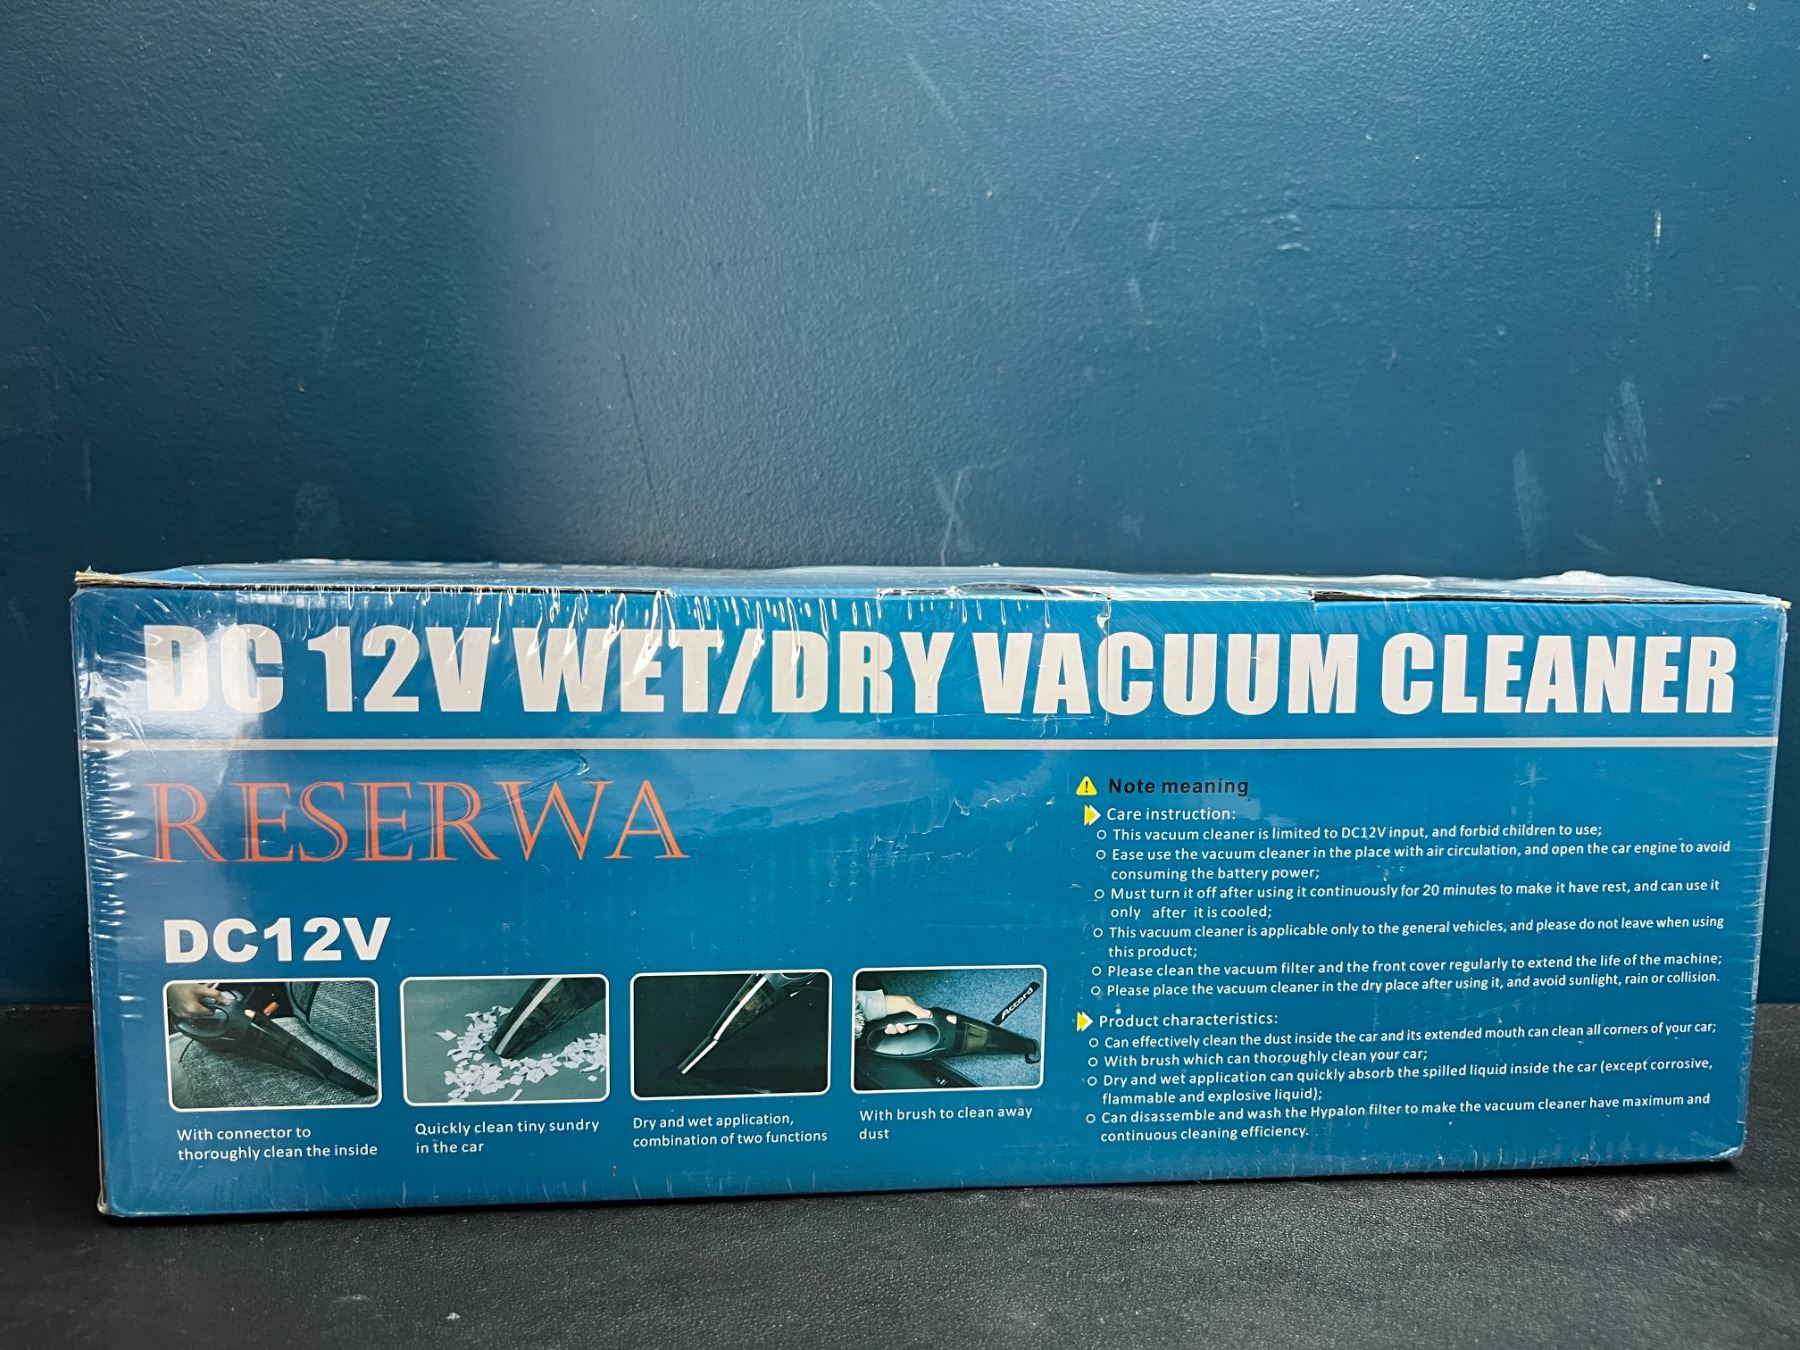 DC 12V WET/DRY VACUUM CLEANER
RESERWA
DC12V
Accord
With connector to
thoroughly clean the inside
Quickly clean tiny sundry
in the car
Dry and wet application,
combination of two functions
With brush to clean away
dust
Note meaning
Care instruction:
This vacuum cleaner is limited to DC12V input, and forbid children to use;
Ease use the vacuum cleaner in the place with air circulation, and open the car engine to avoid
consuming the battery power;
Must turn it off after using it continuously for 20 minutes to make it have rest, and can use it
only after it is cooled;
This vacuum cleaner is applicable only to the general vehicles, and please do not leave when using
this product;
Please clean the vacuum filter and the front cover regularly to extend the life of the machine;
Please place the vacuum cleaner in the dry place after using it, and avoid sunlight, rain or collision.
Product characteristics:
Can effectively clean the dust inside the car and its extended mouth can clean all corners of your car;
With brush which can thoroughly clean your car;
Dry and wet application can quickly absorb the spilled liquid inside the car (except corrosive,
flammable and explosive liquid);
Can disassemble and wash the Hypalon filter to make the vacuum cleaner have maximum and
continuous cleaning efficiency.